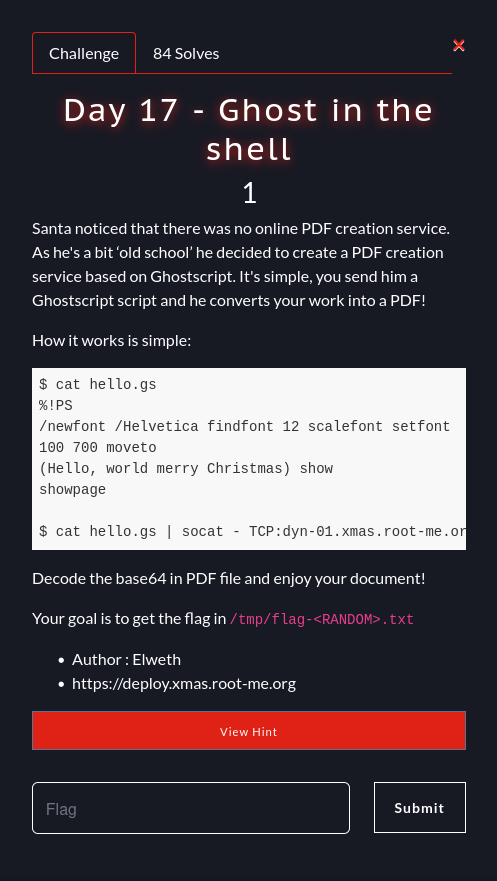 Challenge
84 Solves
×
Day 17 - Ghost in the
shell
1
Santa noticed that there was no online PDF creation service.
As he's a bit ‘old school’ he decided to create a PDF creation
service based on Ghostscript. It's simple, you send him a
Ghostscript script and he converts your work into a PDF!
How it works is simple:
$ cat hello.gs
%!PS
/newfont /Helvetica findfont 12 scalefont setfont
100 700 moveto
(Hello, world merry Christmas) show
showpage
$ cat hello.gs | socat - TCP:dyn-01.xmas.root-me.or
Decode the base64 in PDF file and enjoy your document!
Your goal is to get the flag in /tmp/flag-<RANDOM>.txt
• Author : Elweth
• https://deploy.xmas.root-me.org
View Hint
Flag
Submit